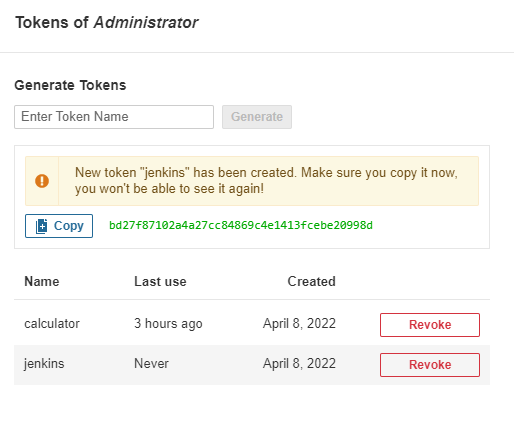 Tokens of Administrator
Generate Tokens
Enter Token Name Generate
New token "jenkins" has been created. Make sure you copy it now,
you won't be able to see it again!
Copy bd27f87102a4a27cc84869c4e1413fcebe20998d
Name Last use Created
calculator 3 hours ago April 8, 2022 Revoke
jenkins Never April 8, 2022 Revoke